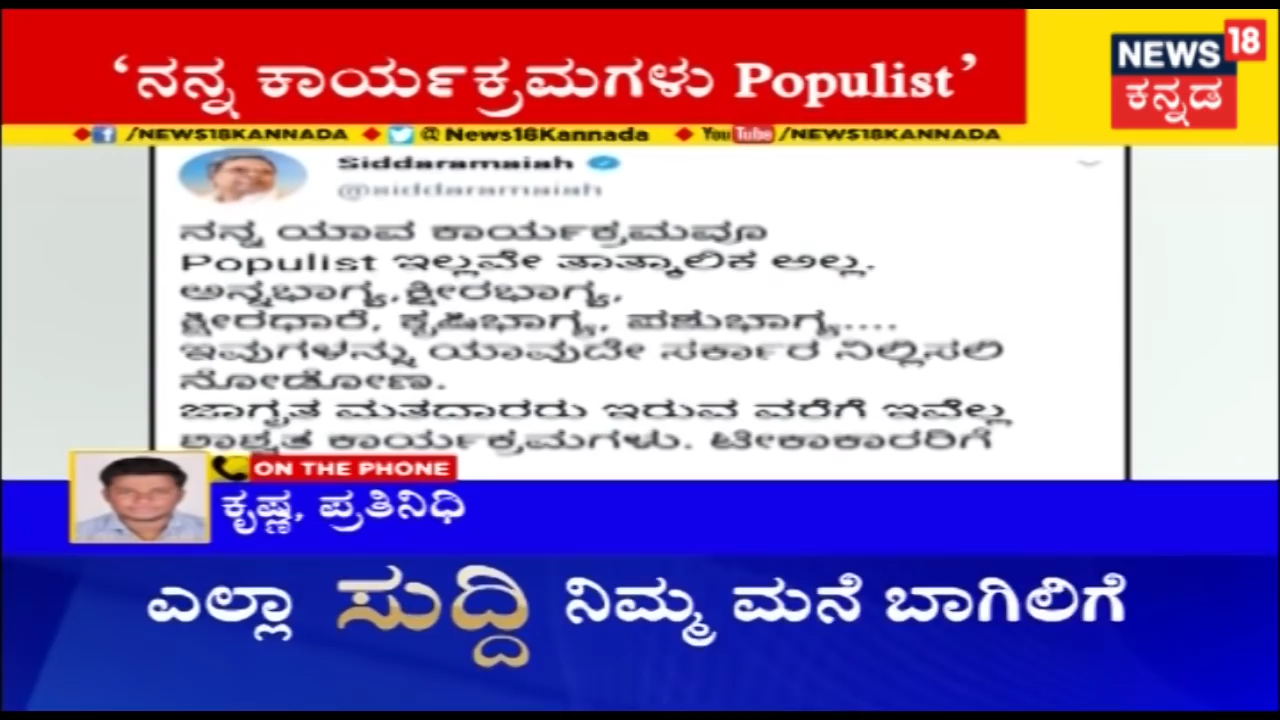 ‘ನನ್ನ ಕಾರ್ಯಕ್ರಮಗಳು Populist’
NEWS 18
ಕನ್ನಡ
/NEWS18KANNADA @News18Kannada YouTube /NEWS18KANNADA
Siddaramaiah
@siddaramaiah
ನನ್ನ ಯಾವ ಕಾರ್ಯಕ್ರಮವೂ
Populist ಇಲ್ಲವೇ ತಾತ್ಕಾಲಿಕ ಅಲ್ಲ.
ಅನ್ನಭಾಗ್ಯ,ಕ್ಷೀರಭಾಗ್ಯ,
ಕ್ಷೀರಧಾರೆ, ಕೃಷಿಭಾಗ್ಯ, ಪಶುಭಾಗ್ಯ....
ಇವುಗಳನ್ನು ಯಾವುದೇ ಸರ್ಕಾರ ನಿಲ್ಲಿಸಲಿ
ನೋಡೋಣ.
ಜಾಗೃತ ಮತದಾರರು ಇರುವ ವರೆಗೆ ಇವೆಲ್ಲ
ಶಾಶ್ವತ ಕಾರ್ಯಕ್ರಮಗಳು. ಟೀಕಾಕಾರರಿಗೆ
ON THE PHONE
ಕೃಷ್ಣ, ಪ್ರತಿನಿಧಿ
ಎಲ್ಲಾ ಸುದ್ದಿ ನಿಮ್ಮ ಮನೆ ಬಾಗಿಲಿಗೆ